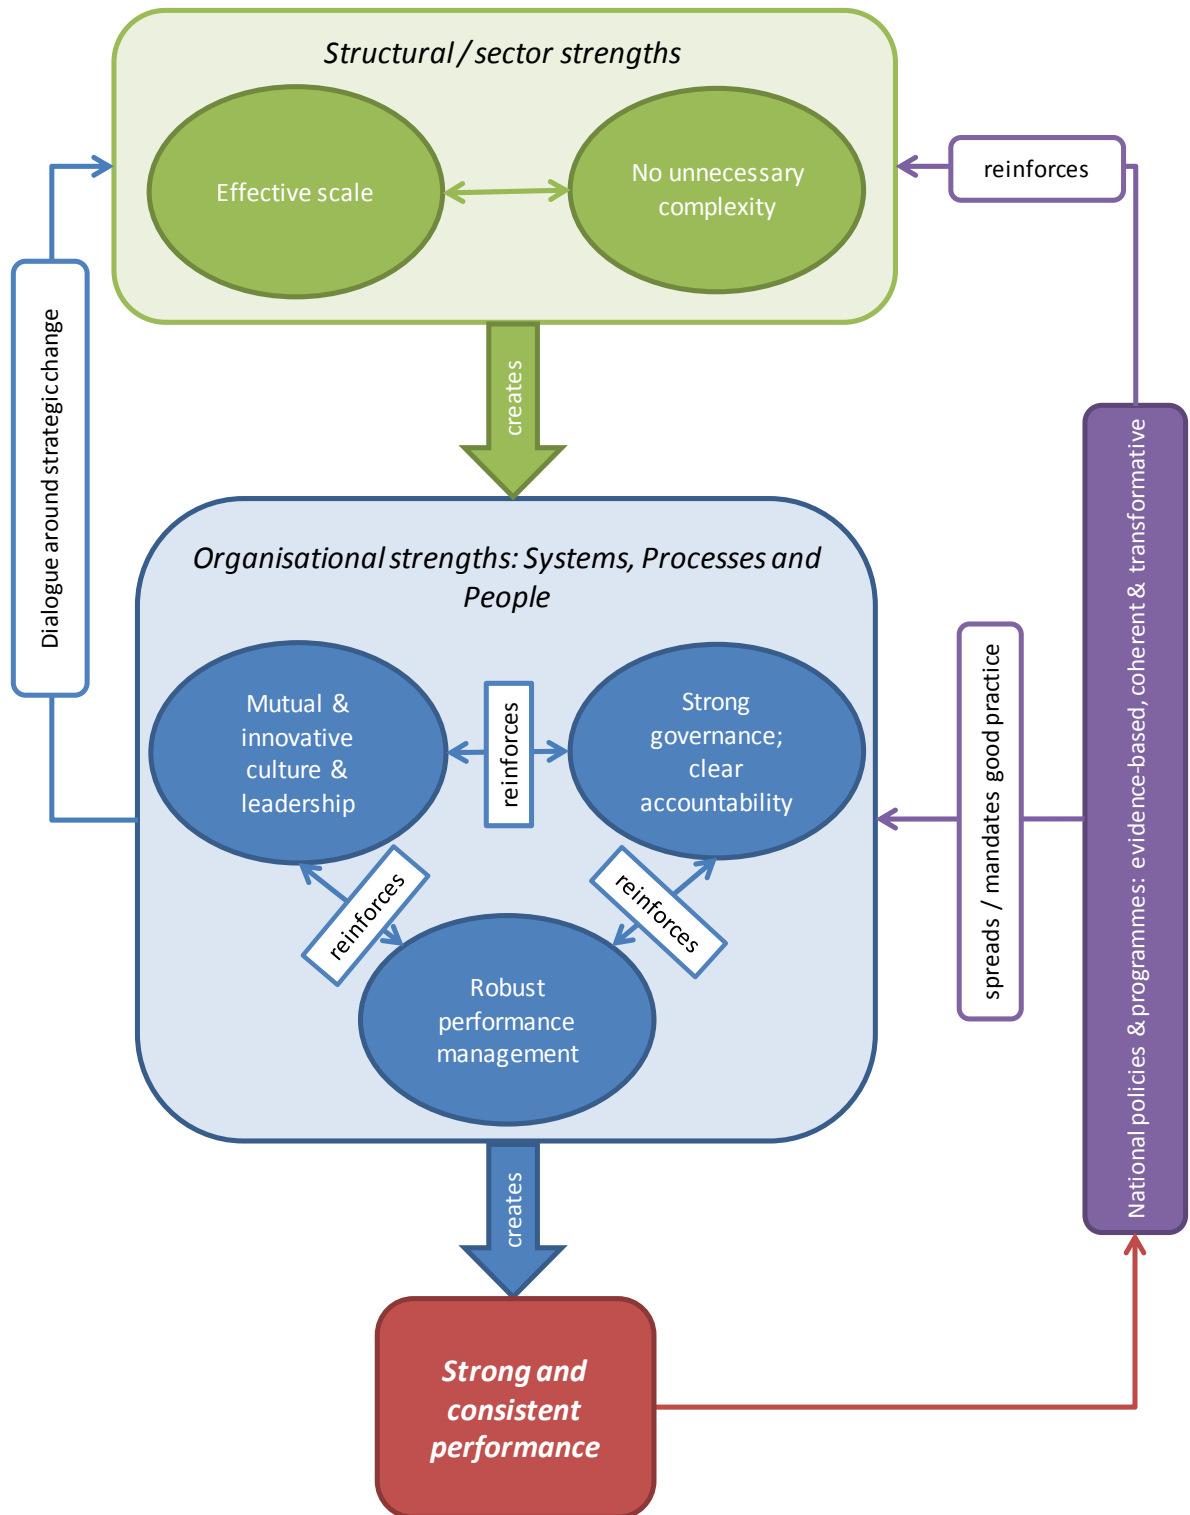 Structural / sector strengths
Effective scale
No unnecessary
complexity
reinforces
creates
Dialogue around strategic change
Organisational strengths: Systems, Processes and
People
Mutual &
innovative
culture &
leadership
reinforces
Strong
governance;
clear
accountability
reinforces
reinforces
Robust
performance
management
spreads / mandates good practice
National policies & programmes: evidence-based, coherent & transformative
creates
Strong and
consistent
performance